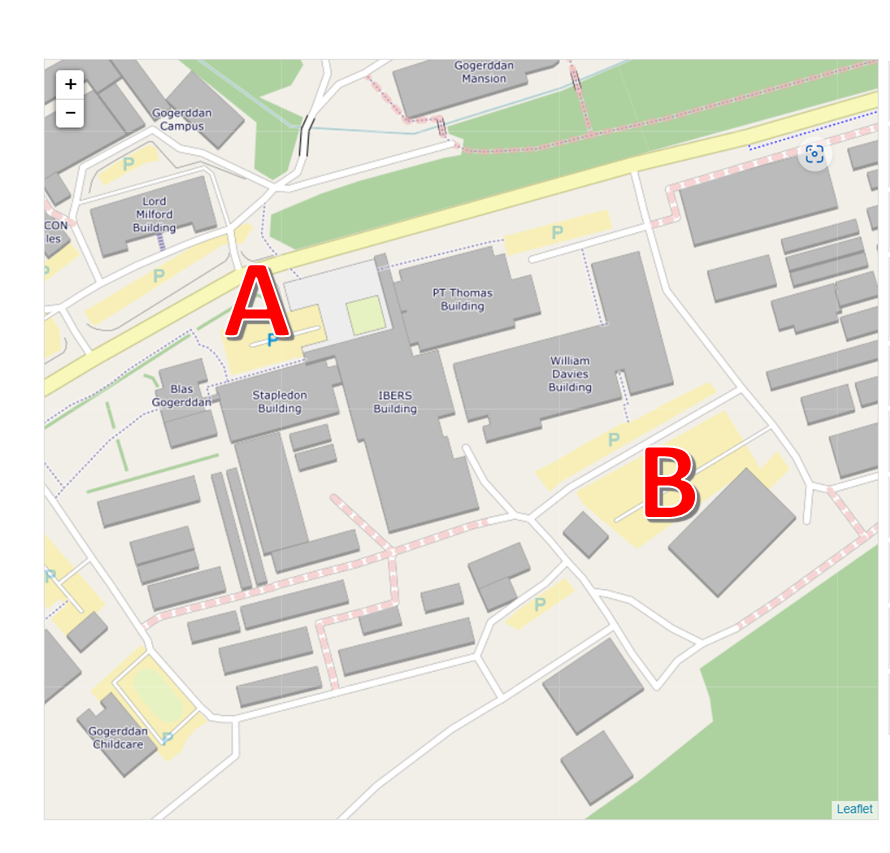 +
−
Gogerddan
Mansion
Gogerddan
Campus
P
Lord
Milford
Building
CON
les
P
P
P
A
P
PT Thomas
Building
William
Davies
Building
Blas
Gogerddan
Stapledon
Building
IBERS
Building
P
B
P
P
Gogerddan
Childcare
P
Leaflet